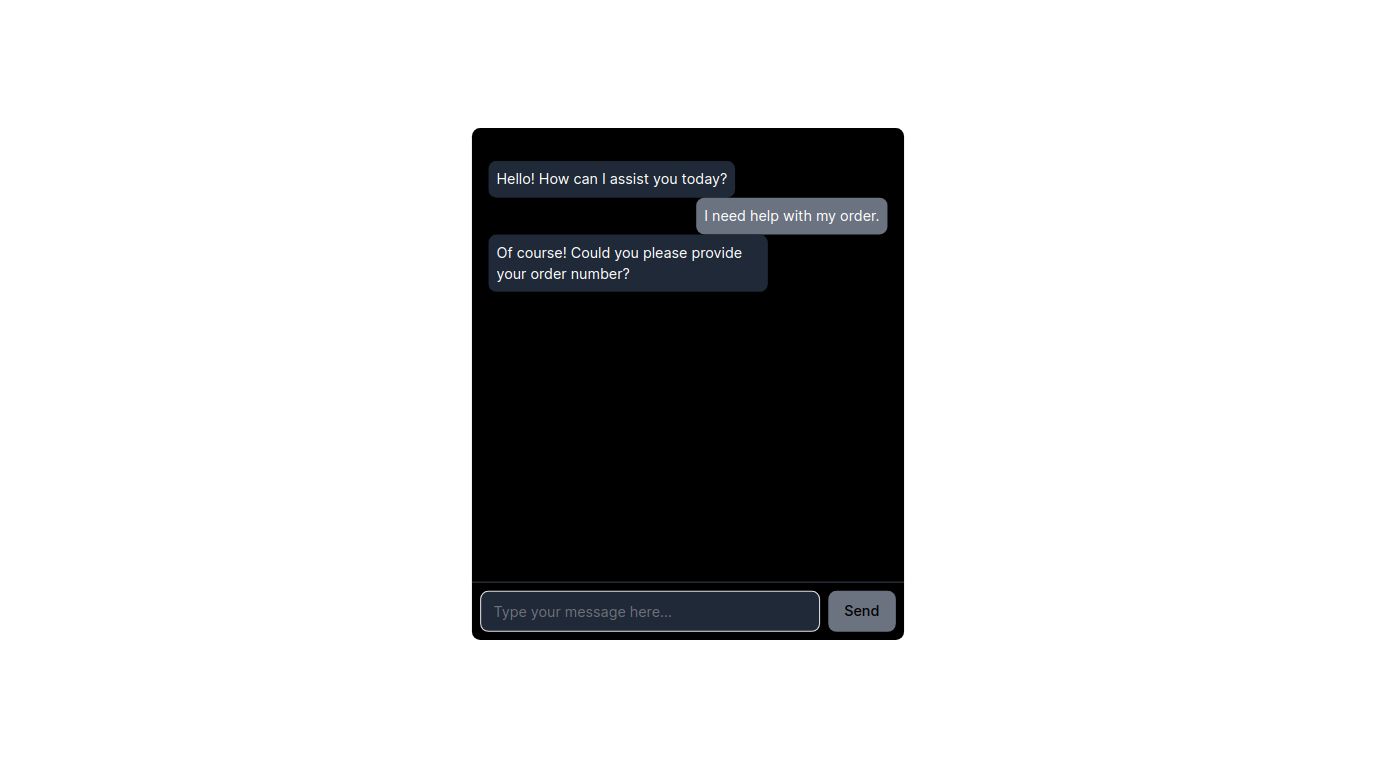 Hello! How can I assist you today?
I need help with my order.
Of course! Could you please provide
your order number?
Type your message here...
Send